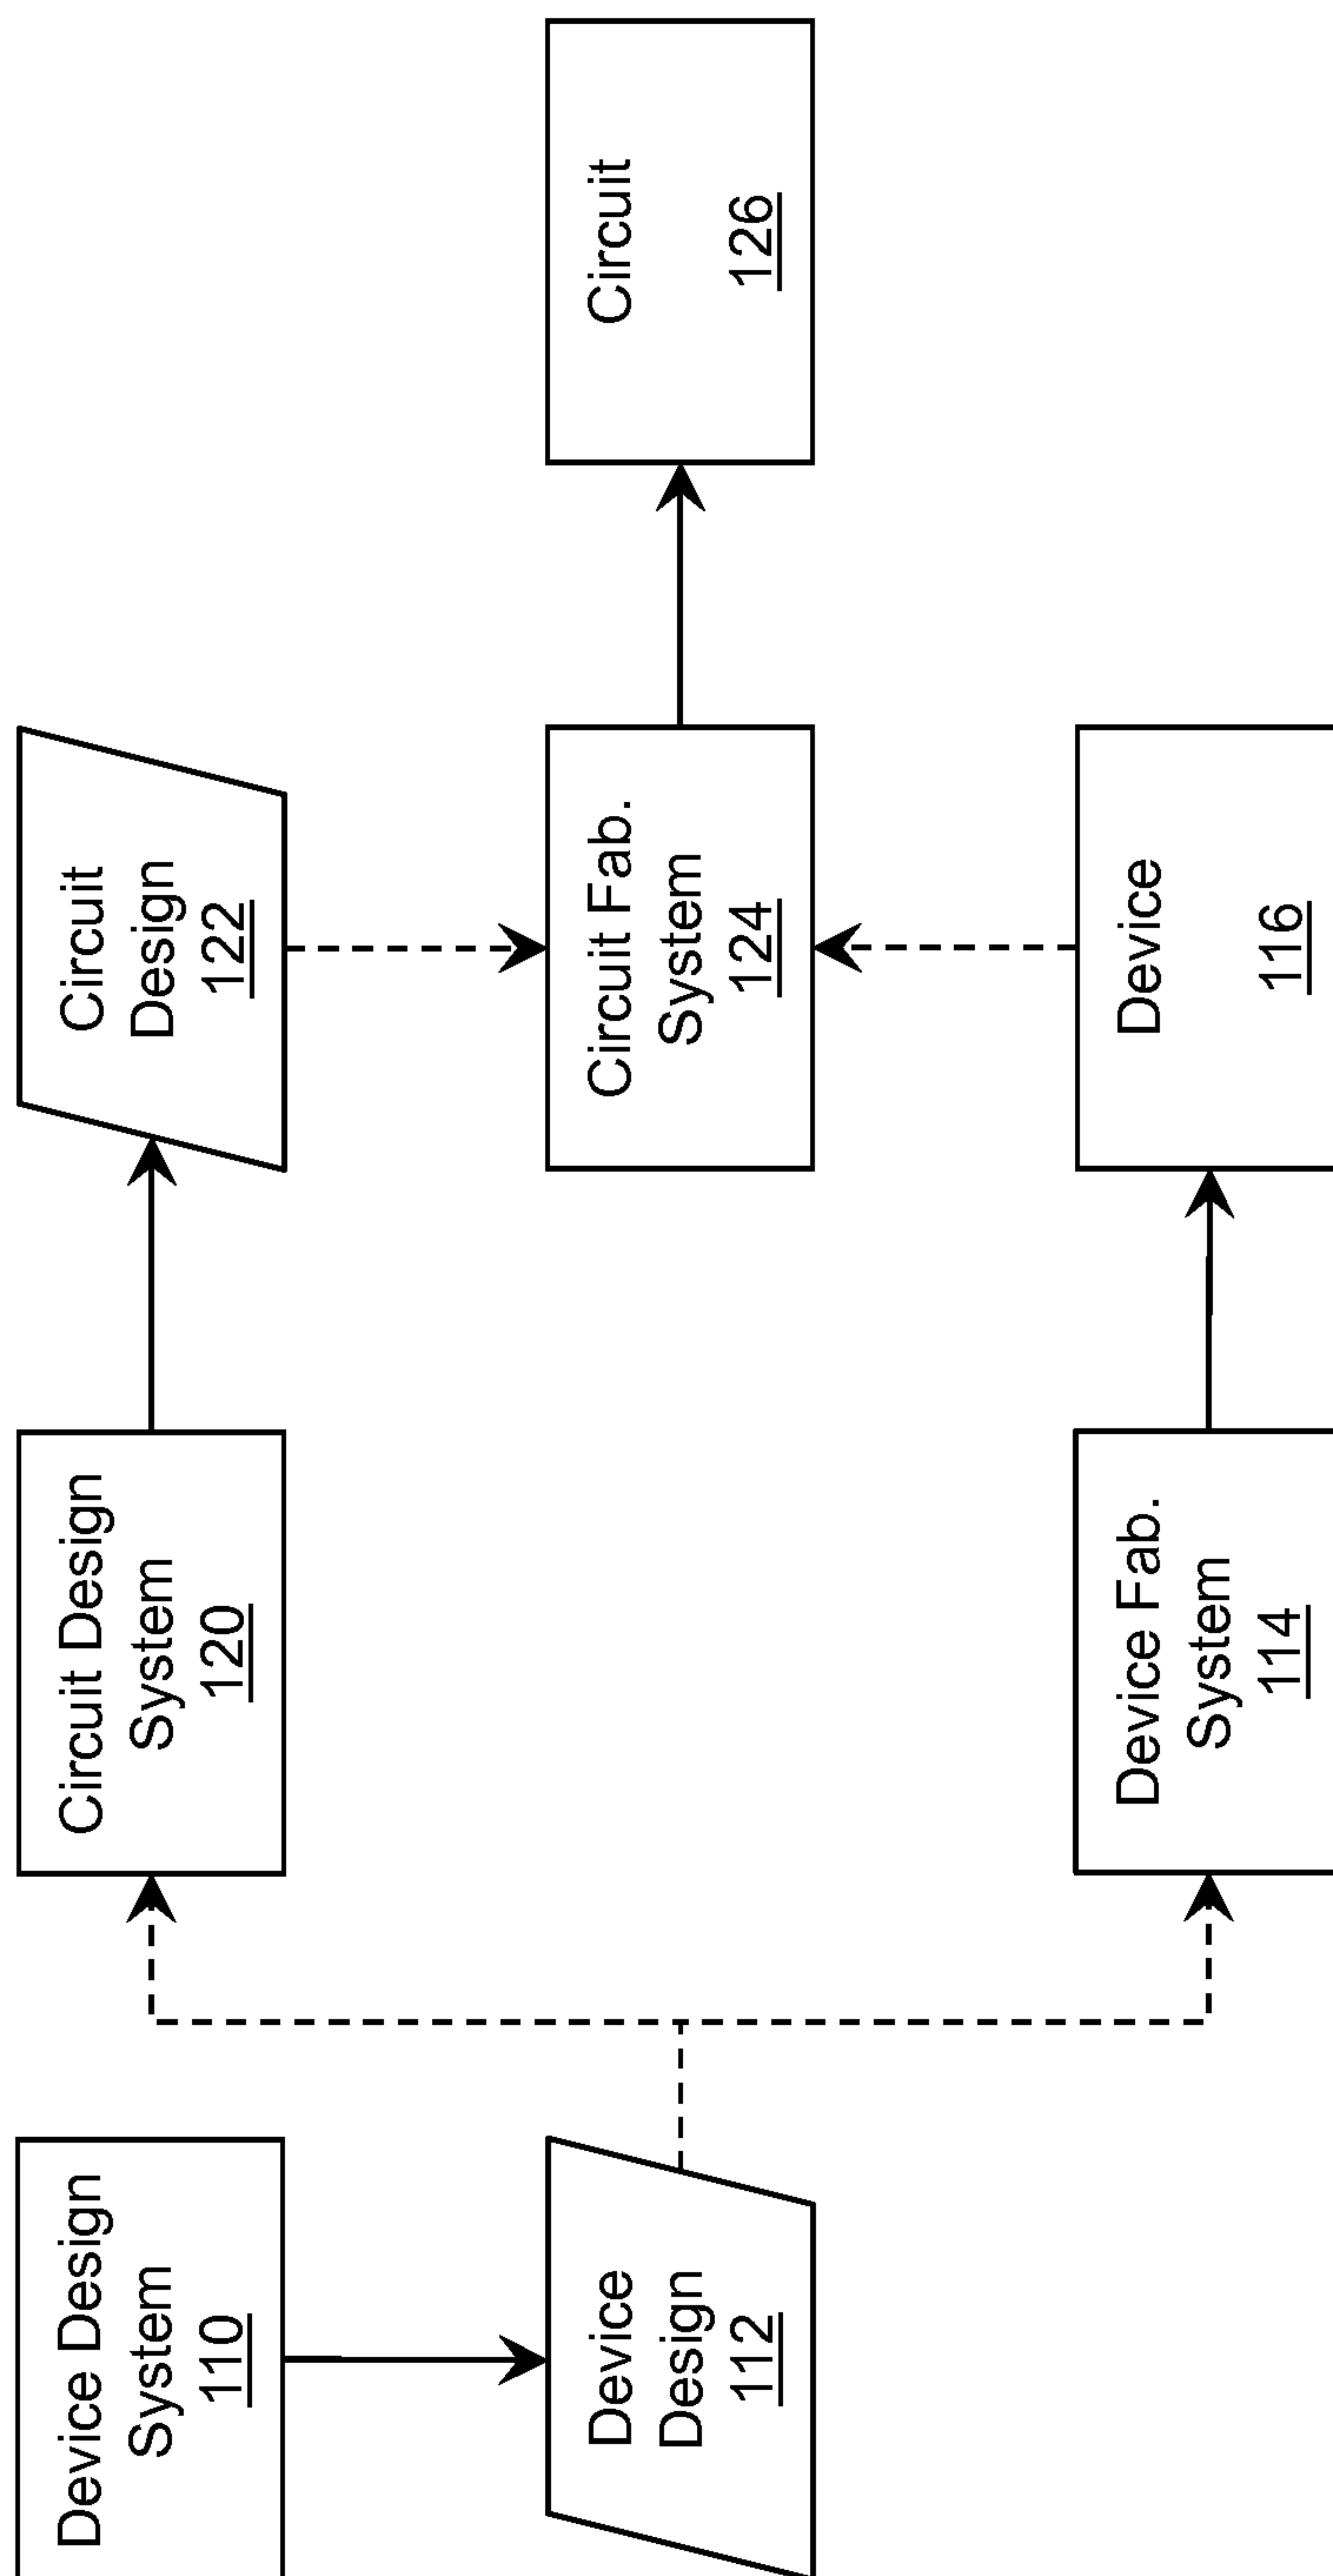 Device Design
System
110
Device
Design
112
Circuit Design
System
120
Device Fab.
System
114
Circuit
Design
122
Circuit Fab.
System
124
Device
116
Circuit
126